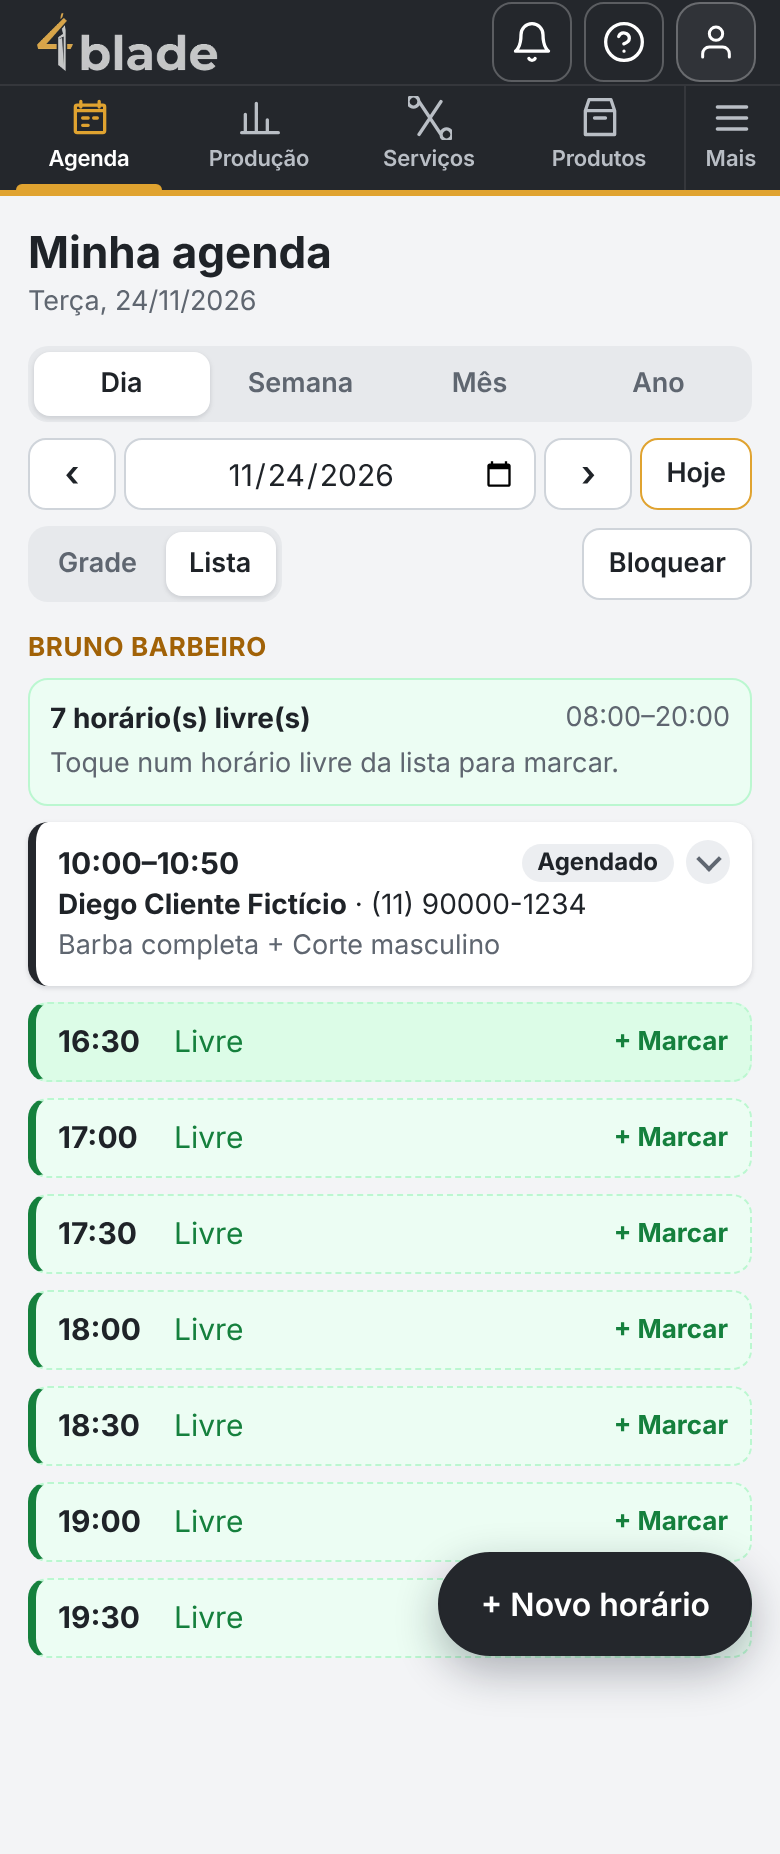 4blade
Agenda
Produção
Serviços
Produtos
Mais
Minha agenda
Terça, 24/11/2026
Dia
Semana
Mês
Ano
‹
11/24/2026
›
Hoje
Grade
Lista
Bloquear
BRUNO BARBEIRO
7 horário(s) livre(s)
08:00–20:00
Toque num horário livre da lista para marcar.
10:00–10:50
Agendado
Diego Cliente Fictício · (11) 90000-1234
Barba completa + Corte masculino
16:30 Livre + Marcar
17:00 Livre + Marcar
17:30 Livre + Marcar
18:00 Livre + Marcar
18:30 Livre + Marcar
19:00 Livre + Marcar
19:30 Livre
+ Novo horário